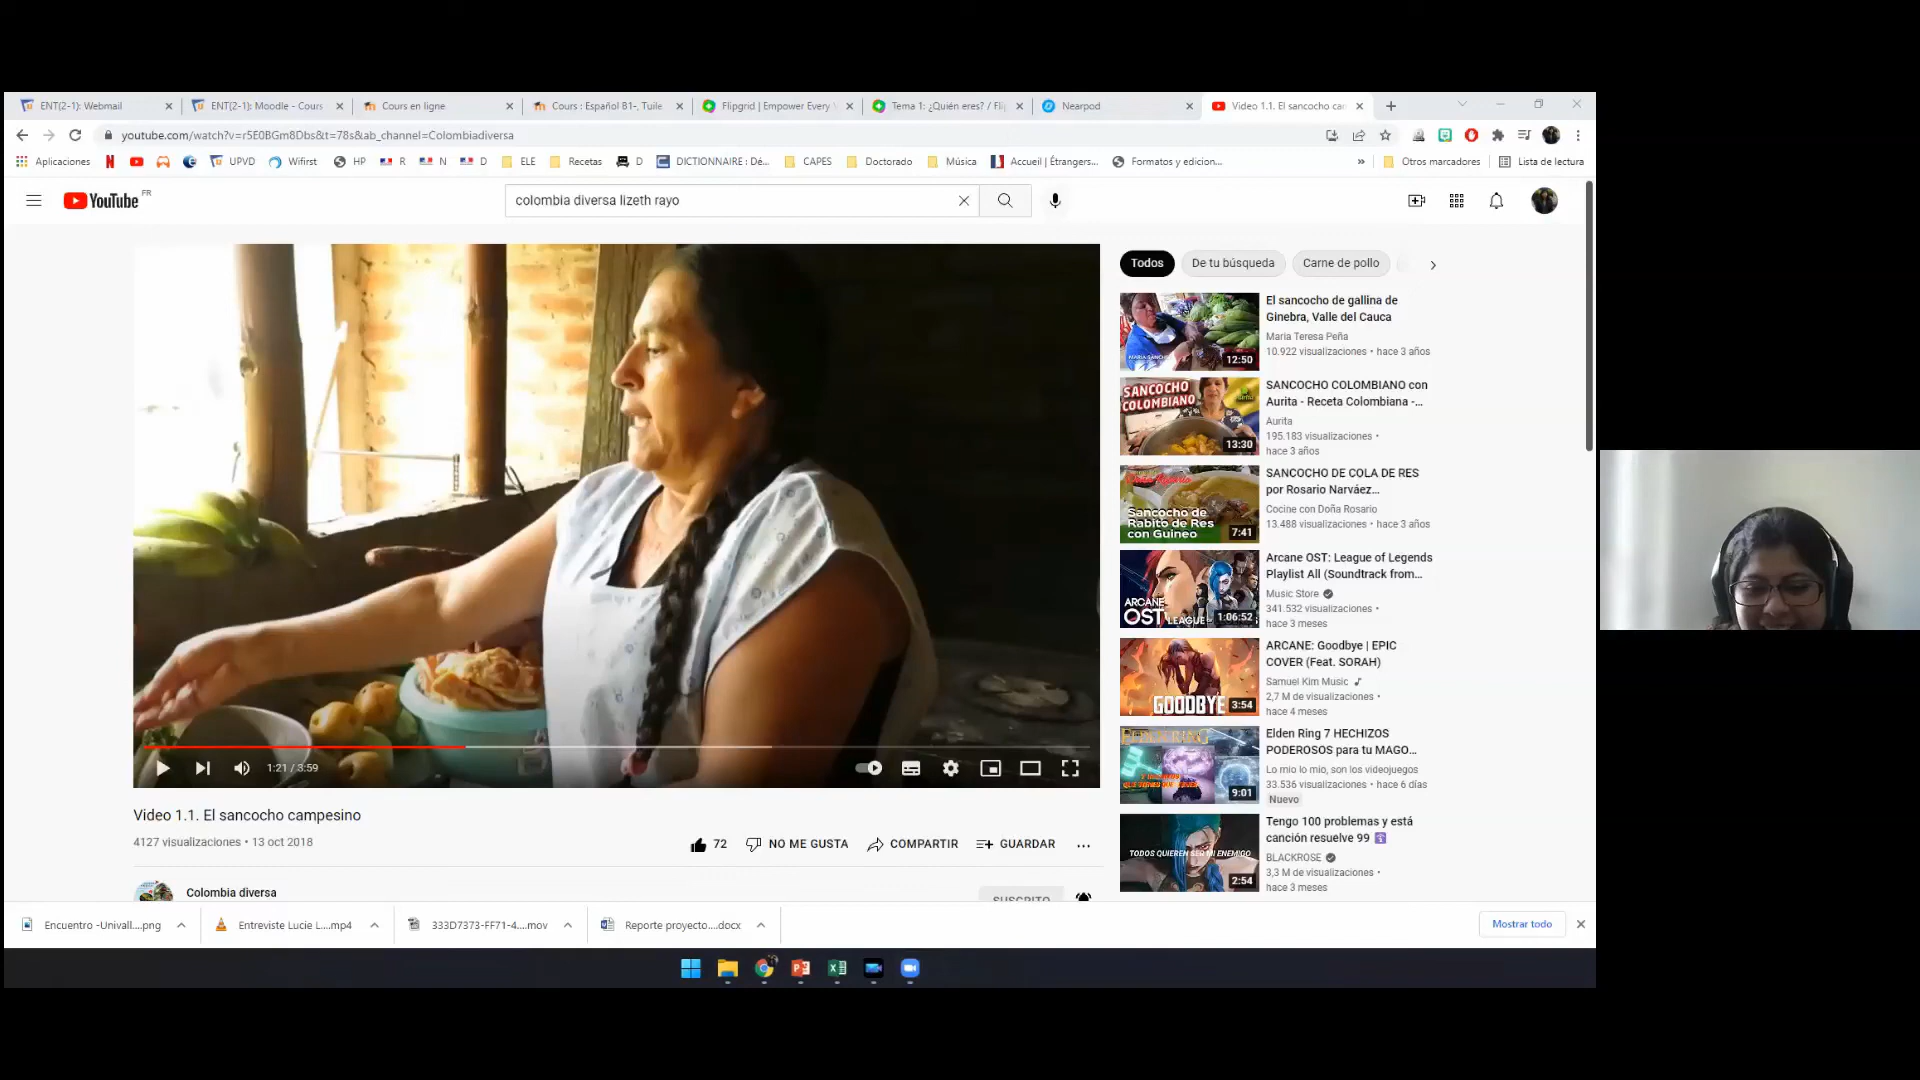 ENT(2-1): Webmail
ENT(2-1): Moodle - Cours
Cours en ligne
Cours : Español B1-, Tuile
Flipgrid | Empower Every
Tema 1: ¿Quién eres? / Fli
Nearpod
Video 1.1. El sancocho ca
youtube.com/watch?v=r5E0BGm8Dbs&t=78s&ab_channel=Colombiadiversa
Aplicaciones
UPVD
Wifirst
HP
R
N
D
ELE
Recetas
D
DICTIONNAIRE : Dé...
CAPES
Doctorado
Música
Accueil | Étrangers...
Formatos y edicion...
»
Otros marcadores
Lista de lectura
YouTube FR
colombia diversa lizeth rayo
Todos
De tu búsqueda
Carne de pollo
El sancocho de gallina de
Ginebra, Valle del Cauca
María Teresa Peña
10.922 visualizaciones • hace 3 años
12:50
SANCOCHO
COLOMBIANO
13:30
SANCOCHO COLOMBIANO con
Aurita - Receta Colombiana -...
Aurita
195.183 visualizaciones •
hace 3 años
Sancocho de
Rabito de Res
con Guineo
7:41
SANCOCHO DE COLA DE RES
por Rosario Narváez...
Cocine con Doña Rosario
13.488 visualizaciones • hace 3 años
ARCANE
OST LEAGUE
1:06:52
Arcane OST: League of Legends
Playlist All (Soundtrack from...
Music Store
341.532 visualizaciones •
hace 3 meses
GOODBYE
3:54
ARCANE: Goodbye | EPIC
COVER (Feat. SORAH)
Samuel Kim Music
2,7 M de visualizaciones •
hace 4 meses
ELDEN RING
9:01
Elden Ring 7 HECHIZOS
PODEROSOS para tu MAGO...
Lo mio lo mio, son los videojuegos
33.536 visualizaciones • hace 6 días
Nuevo
TODOS QUIEREN SER MI ENEMIGO
2:54
Tengo 100 problemas y está
canción resuelve 99
BLACKROSE
3,3 M de visualizaciones •
hace 3 meses
1:21 / 3:59
Video 1.1. El sancocho campesino
4127 visualizaciones • 13 oct 2018
72
NO ME GUSTA
COMPARTIR
GUARDAR
Colombia diversa
SUSCRITO
Encuentro -Univall....png
Entreviste Lucie L....mp4
333D7373-FF71-4....mov
Reporte proyecto....docx
Mostrar todo